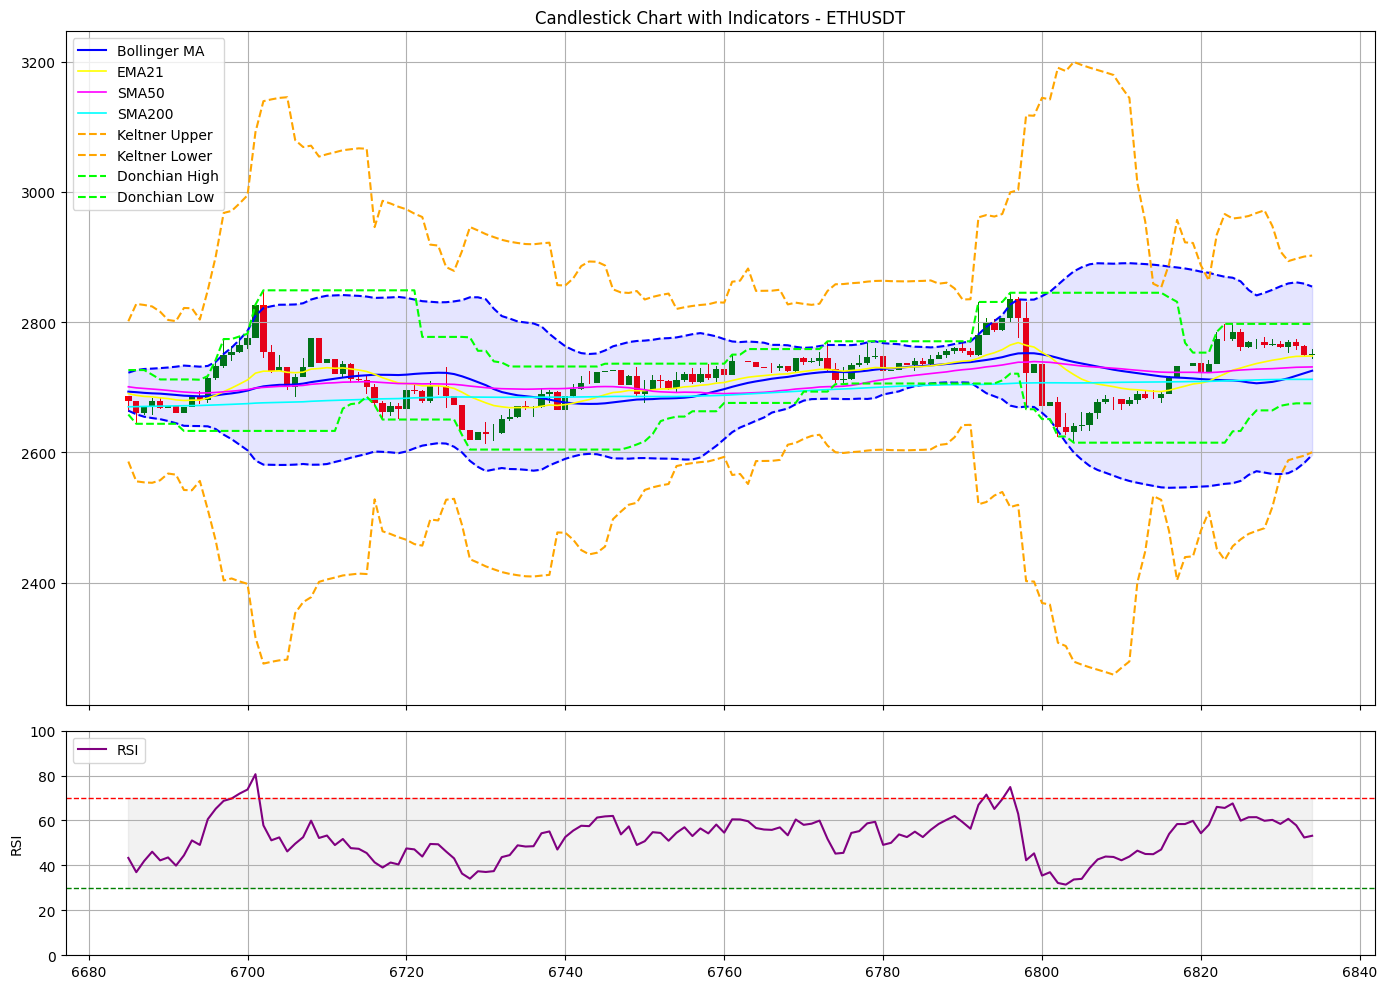 Candlestick Chart with Indicators - ETHUSDT
Bollinger MA
EMA21
SMA50
SMA200
Keltner Upper
Keltner Lower
Donchian High
Donchian Low
3200
3000
2800
2600
2400
RSI
100
80
60
40
20
0
RSI
6680 6700 6720 6740 6760 6780 6800 6820 6840